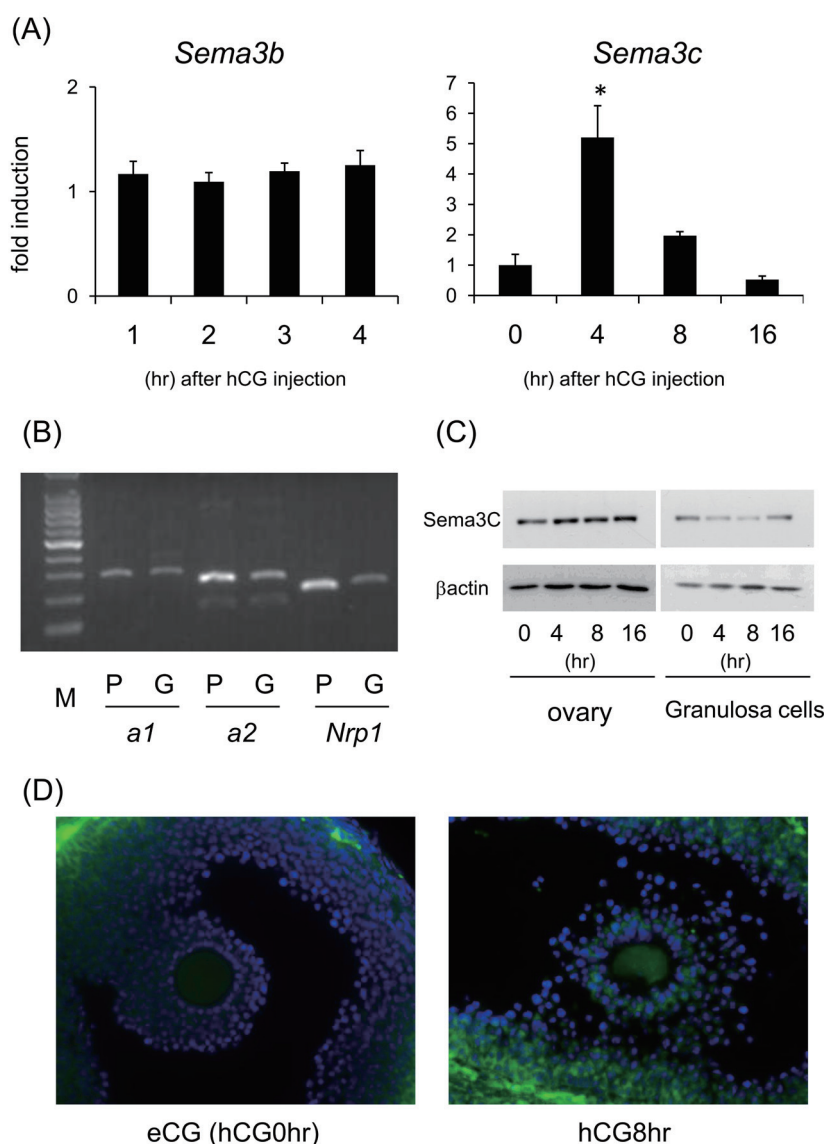 (A)
Sema3b
Sema3c
fold induction
2
1
0
1 2 3 4
(hr) after hCG injection
7
6
5
4
3
2
1
0
*
0 4 8 16
(hr) after hCG injection
(B)
M
P G P G P G
a1 a2 Nrp1
(C)
Sema3C
βactin
0 4 8 16 0 4 8 16
(hr) (hr)
ovary Granulosa cells
(D)
eCG (hCG0hr) hCG8hr